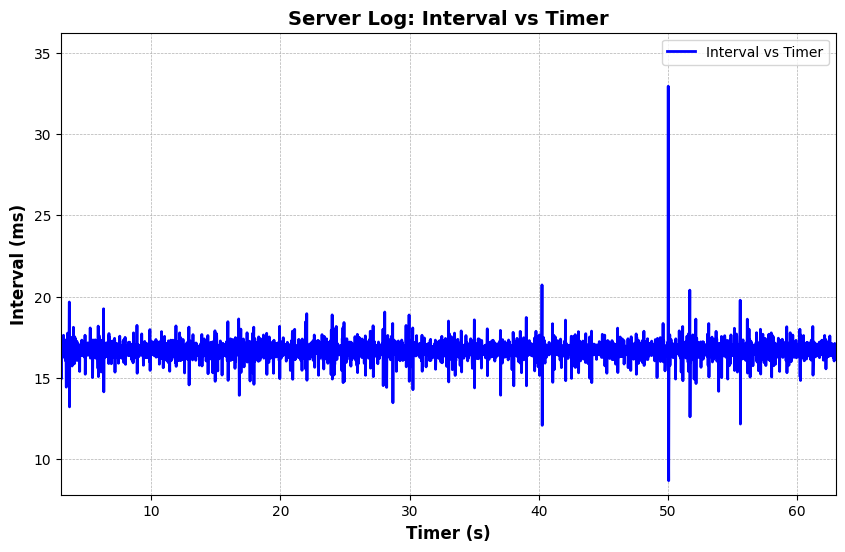 Server Log: Interval vs Timer
Interval vs Timer
35
30
25
20
15
10
Interval (ms)
10 20 30 40 50 60
Timer (s)